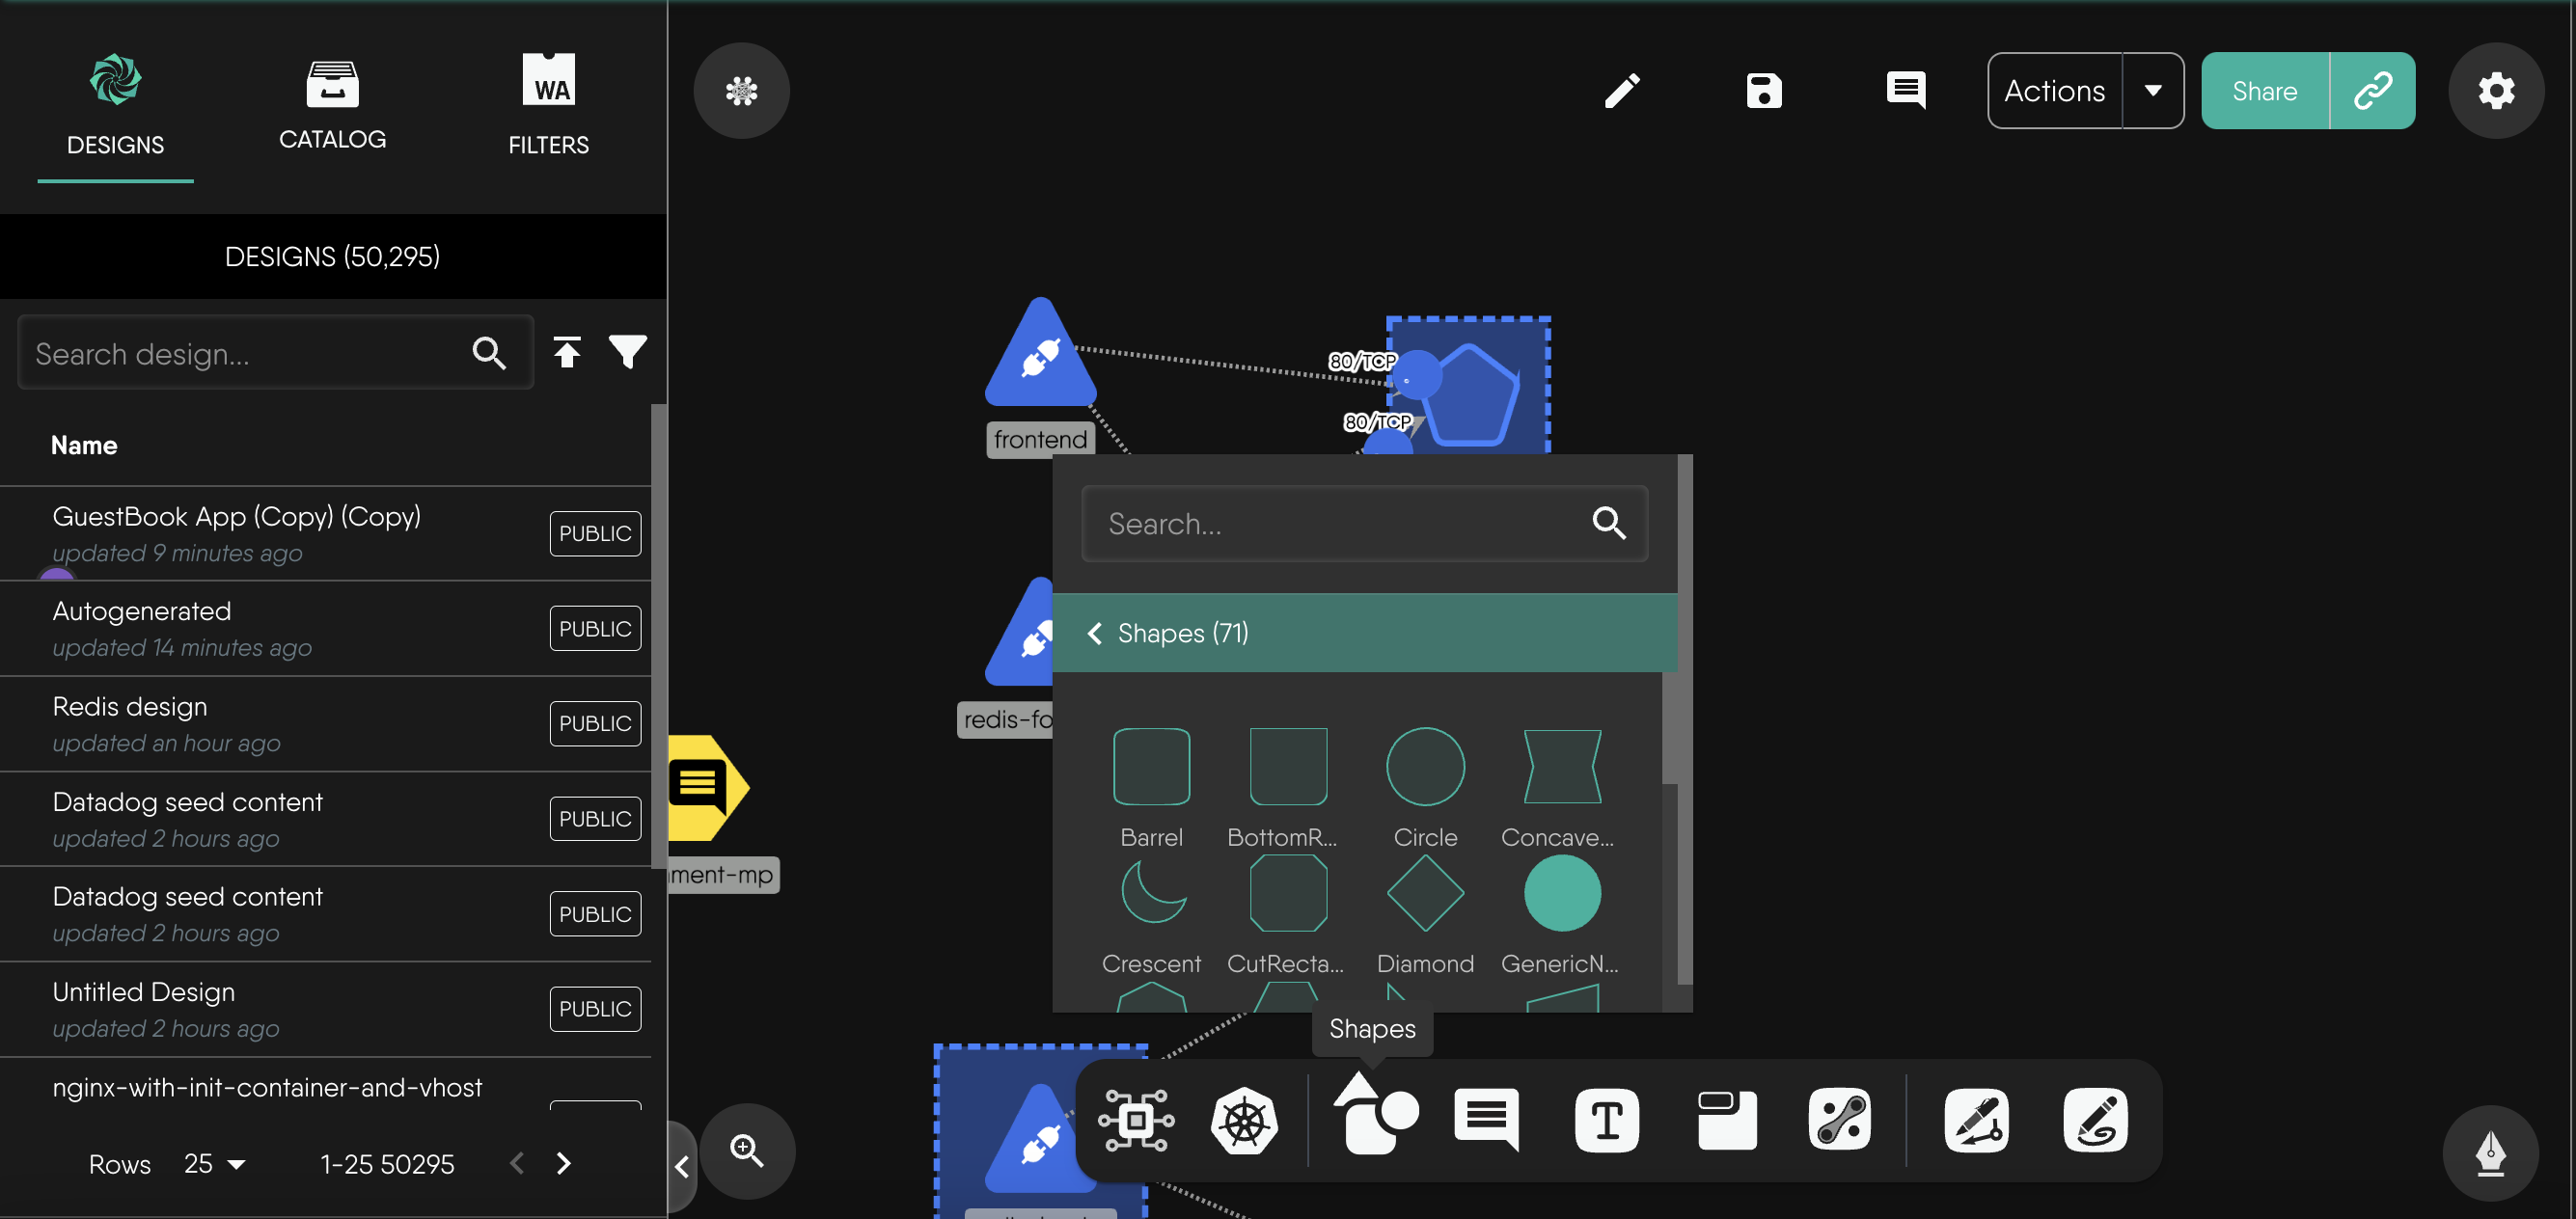 DESIGNS
CATALOG
WA
FILTERS
Actions
Share
DESIGNS (50,295)
Search design...
Name
GuestBook App (Copy) (Copy)
updated 9 minutes ago
PUBLIC
Autogenerated
updated 14 minutes ago
PUBLIC
Redis design
updated an hour ago
PUBLIC
Datadog seed content
updated 2 hours ago
PUBLIC
Datadog seed content
updated 2 hours ago
PUBLIC
Untitled Design
updated 2 hours ago
PUBLIC
nginx-with-init-container-and-vhost
Rows 25 1-25 50295
80/TCP
80/TCP
frontend
redis-fo
ment-mp
Search...
Shapes (71)
Barrel
BottomR...
Circle
Concave...
Crescent
CutRecta...
Diamond
GenericN...
Shapes
T